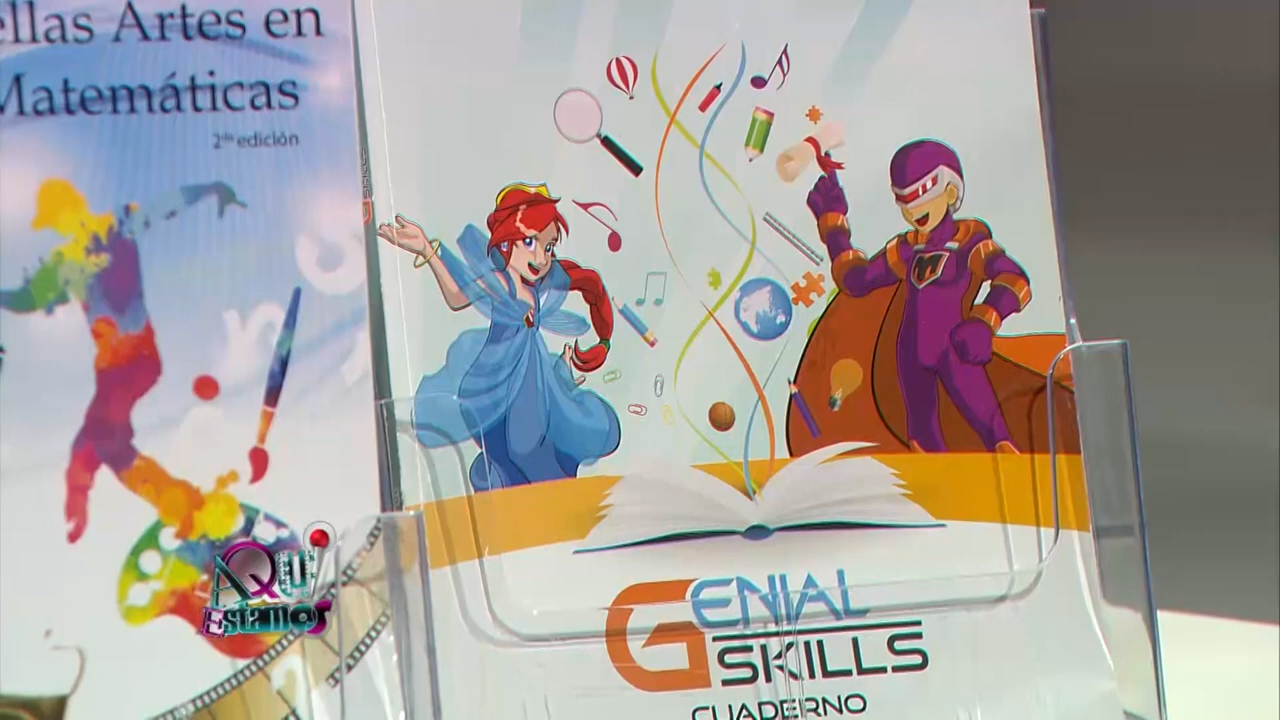 ellas Artes en
Matemáticas
2da edición
GENIAL
SKILLS
CUADERNO
AQUÍ
EStamos